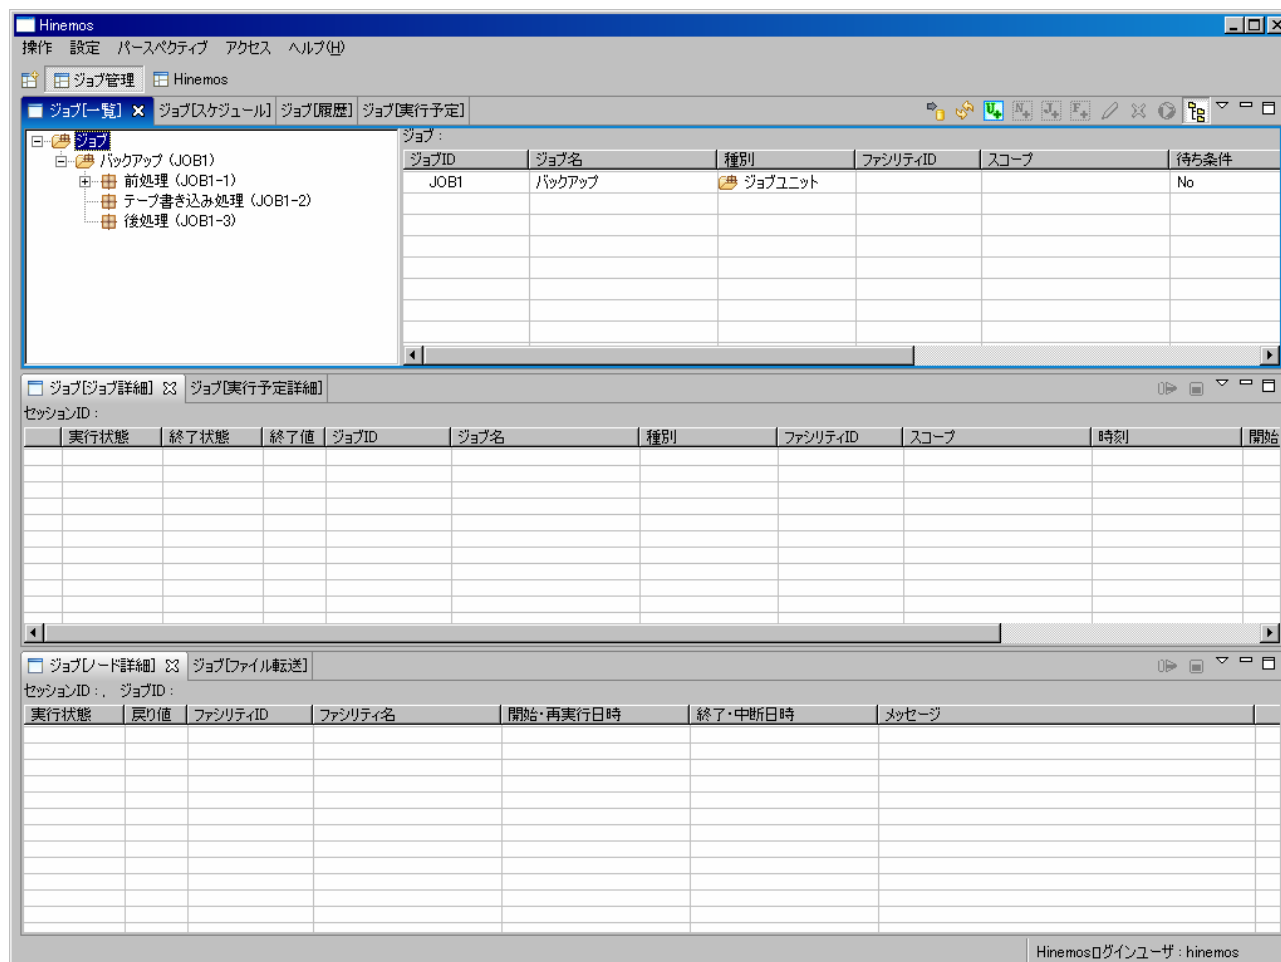 Hinemos
操作 設定 パースペクティブ アクセス ヘルプ(H)
ジョブ管理 Hinemos
ジョブ[一覧] ジョブ[スケジュール] ジョブ[履歴] ジョブ[実行予定]
ジョブ
バックアップ (JOB1)
前処理 (JOB1-1)
テープ書き込み処理 (JOB1-2)
後処理 (JOB1-3)
ジョブ :
ジョブID ジョブ名 種別 ファシリティID スコープ 待ち条件
JOB1 バックアップ ジョブユニット No
ジョブ[ジョブ詳細] ジョブ[実行予定詳細]
セッションID :
実行状態 終了状態 終了値 ジョブID ジョブ名 種別 ファシリティID スコープ 時刻 開始
ジョブ[ノード詳細] ジョブ[ファイル転送]
セッションID : , ジョブID :
実行状態 戻り値 ファシリティID ファシリティ名 開始・再実行日時 終了・中断日時 メッセージ
Hinemosログインユーザ : hinemos